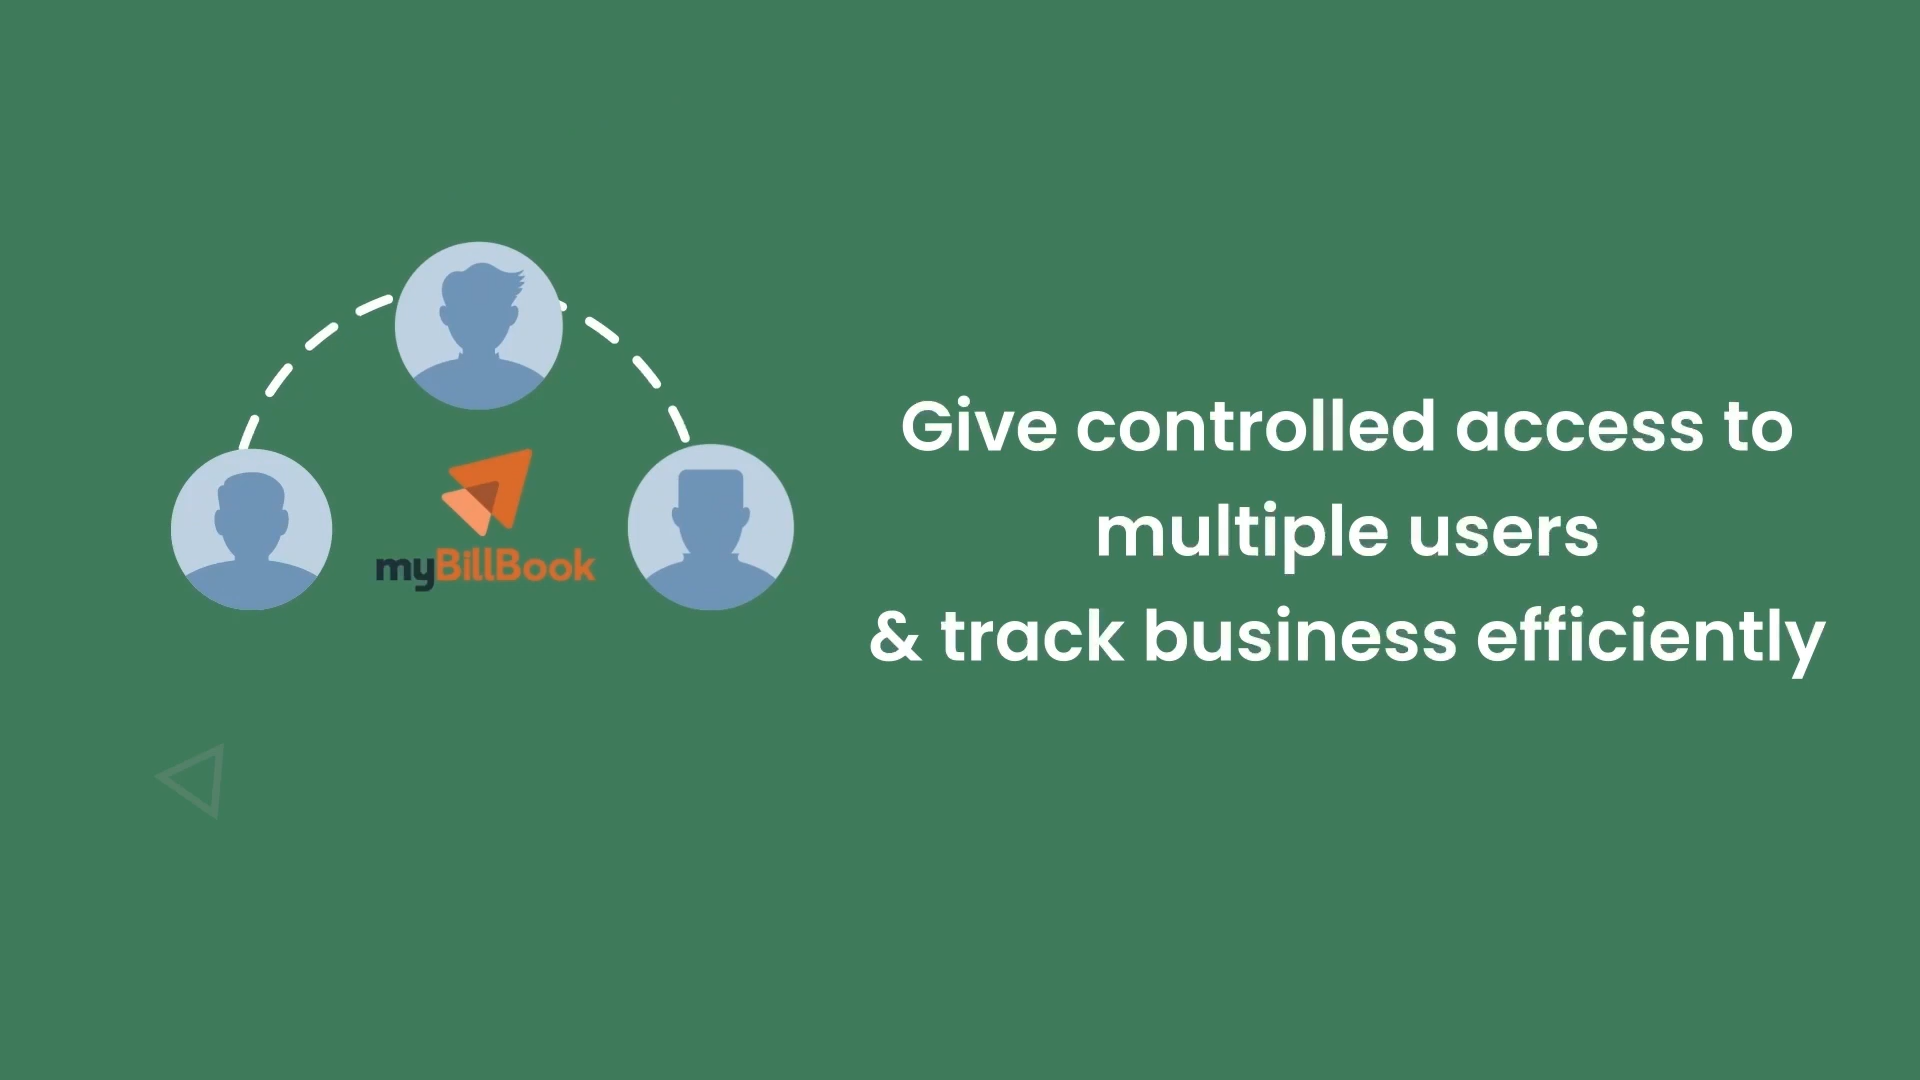 myBillBook
Give controlled access to
multiple users
& track business efficiently